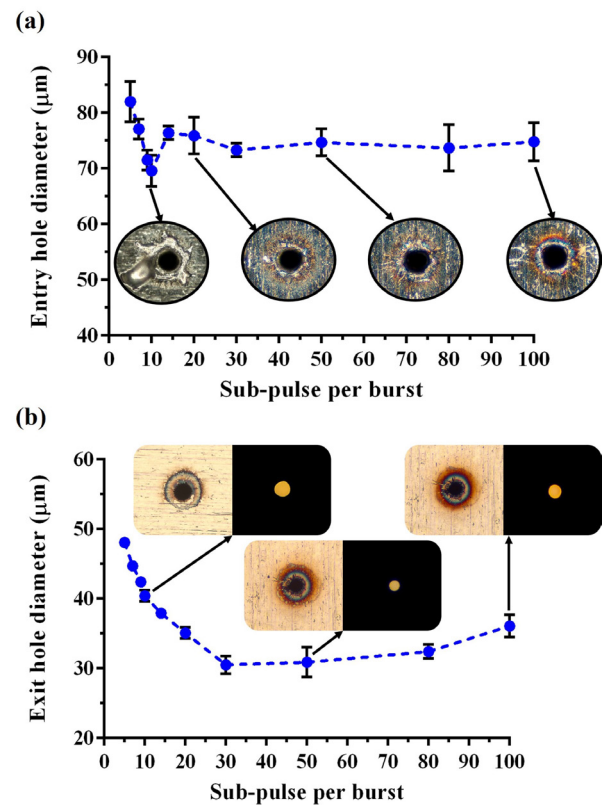 (a)
Entry hole diameter (μm)
100
90
80
70
60
50
40
0 10 20 30 40 50 60 70 80 90 100
Sub-pulse per burst
(b)
Exit hole diameter (μm)
60
50
40
30
20
0 10 20 30 40 50 60 70 80 90 100
Sub-pulse per burst